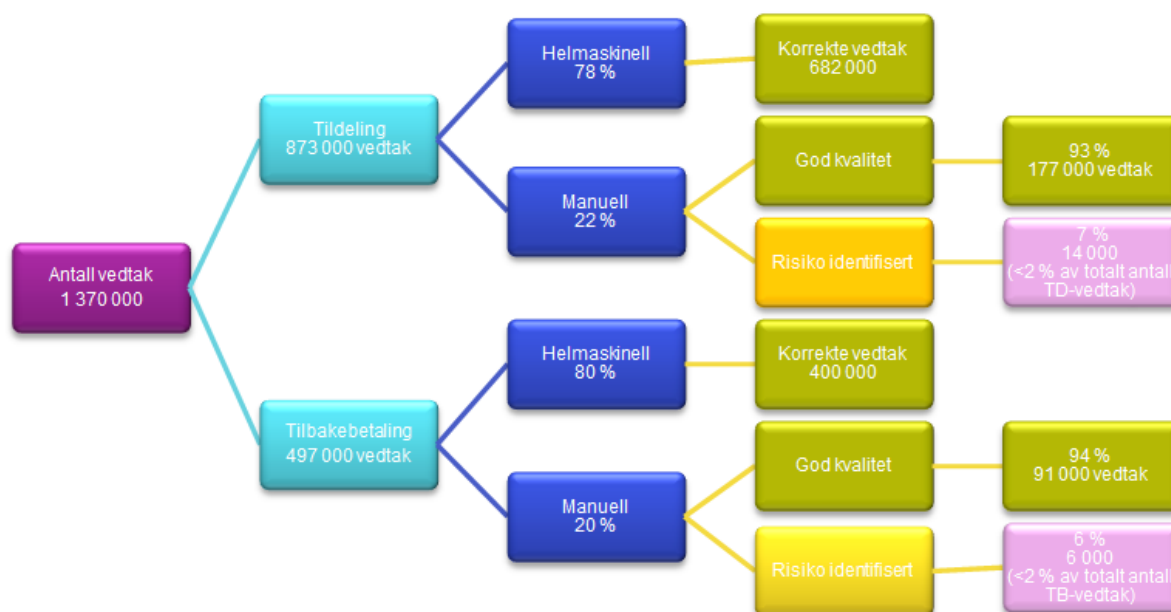 Antall vedtak
1 370 000
Tildeling
873 000 vedtak
Helmaskinell
78 %
Korrekte vedtak
682 000
Manuell
22 %
God kvalitet
93 %
177 000 vedtak
Risiko identifisert
7 %
14 000
(<2 % av totalt antall
TD-vedtak)
Tilbakebetaling
497 000 vedtak
Helmaskinell
80 %
Korrekte vedtak
400 000
Manuell
20 %
God kvalitet
94 %
91 000 vedtak
Risiko identifisert
6 %
6 000
(<2 % av totalt antall
TB-vedtak)